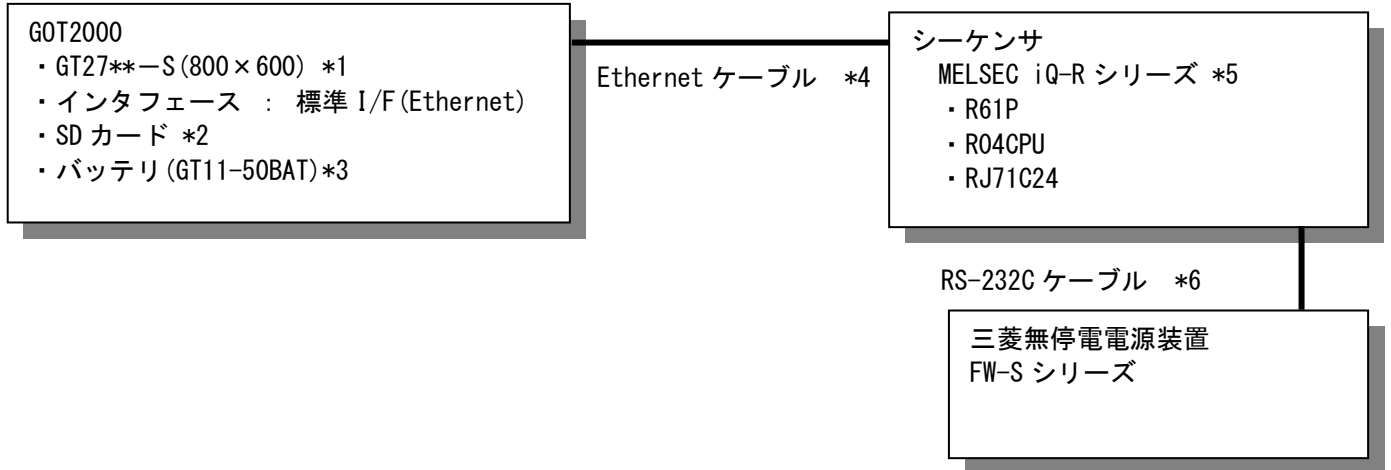 GOT2000
・GT27**－S(800×600) *1
・インタフェース : 標準 I/F(Ethernet)
・SD カード *2
・バッテリ(GT11-50BAT)*3
Ethernet ケーブル *4
シーケンサ
MELSEC iQ-R シリーズ *5
・R61P
・R04CPU
・RJ71C24
RS-232C ケーブル *6
三菱無停電電源装置
FW-S シリーズ